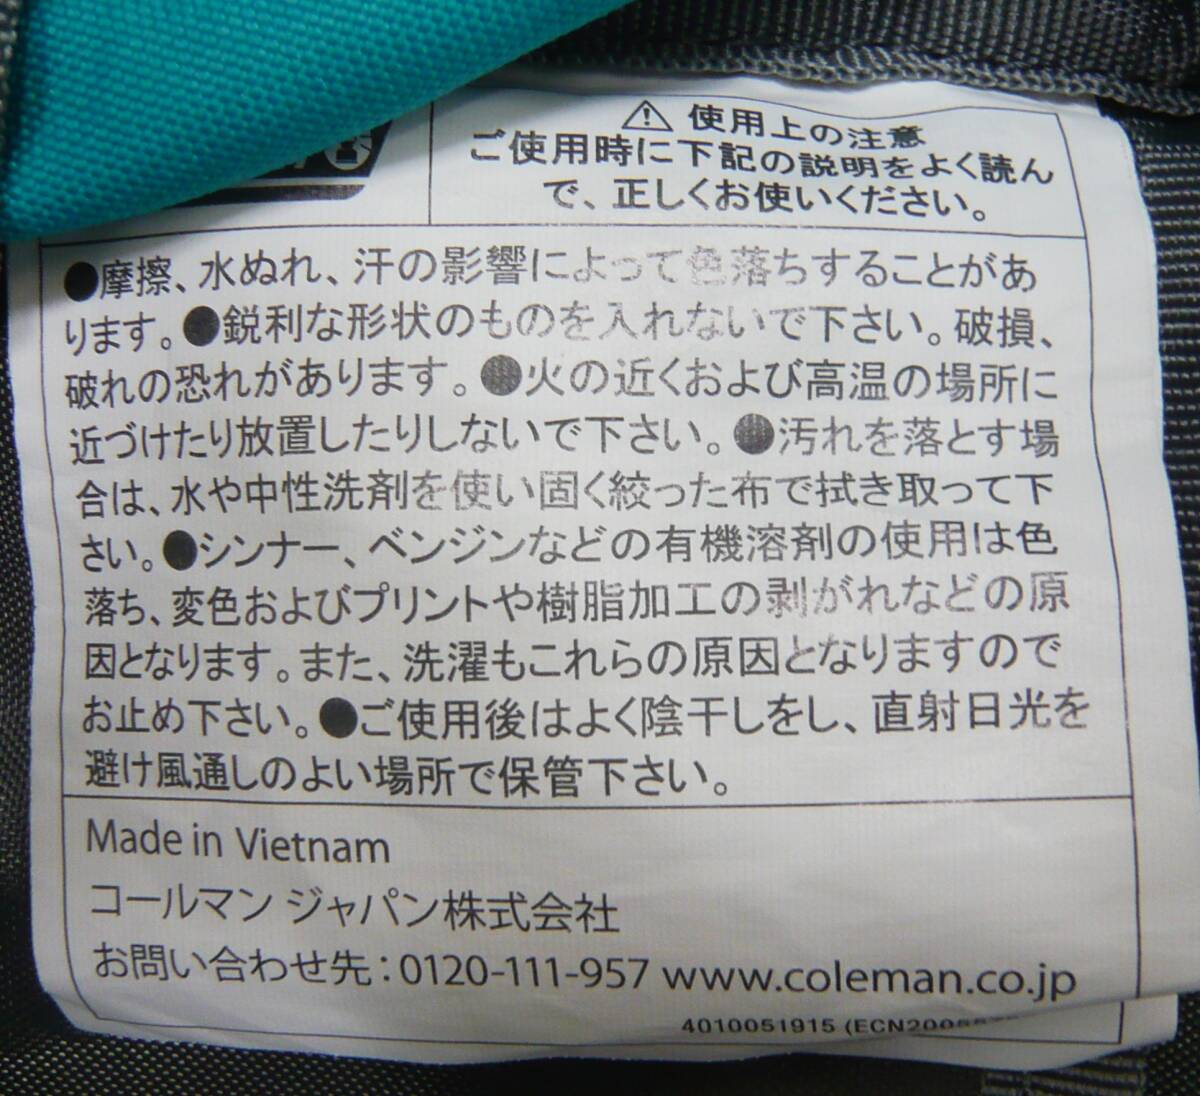 ⚠ 使用上の注意
ご使用時に下記の説明をよく読ん
で、正しくお使いください。
●摩擦、水ぬれ、汗の影響によって色落ちすることがあ
ります。●鋭利な形状のものを入れないで下さい。破損、
破れの恐れがあります。●火の近くおよび高温の場所に
近づけたり放置したりしないで下さい。●汚れを落とす場
合は、水や中性洗剤を使い固く絞った布で拭き取って下
さい。●シンナー、ベンジンなどの有機溶剤の使用は色
落ち、変色およびプリントや樹脂加工の剥がれなどの原
因となります。また、洗濯もこれらの原因となりますので
お止め下さい。●ご使用後はよく陰干しをし、直射日光を
避け風通しのよい場所で保管下さい。
Made in Vietnam
コールマン ジャパン株式会社
お問い合わせ先：0120-111-957 www.coleman.co.jp
4010051915